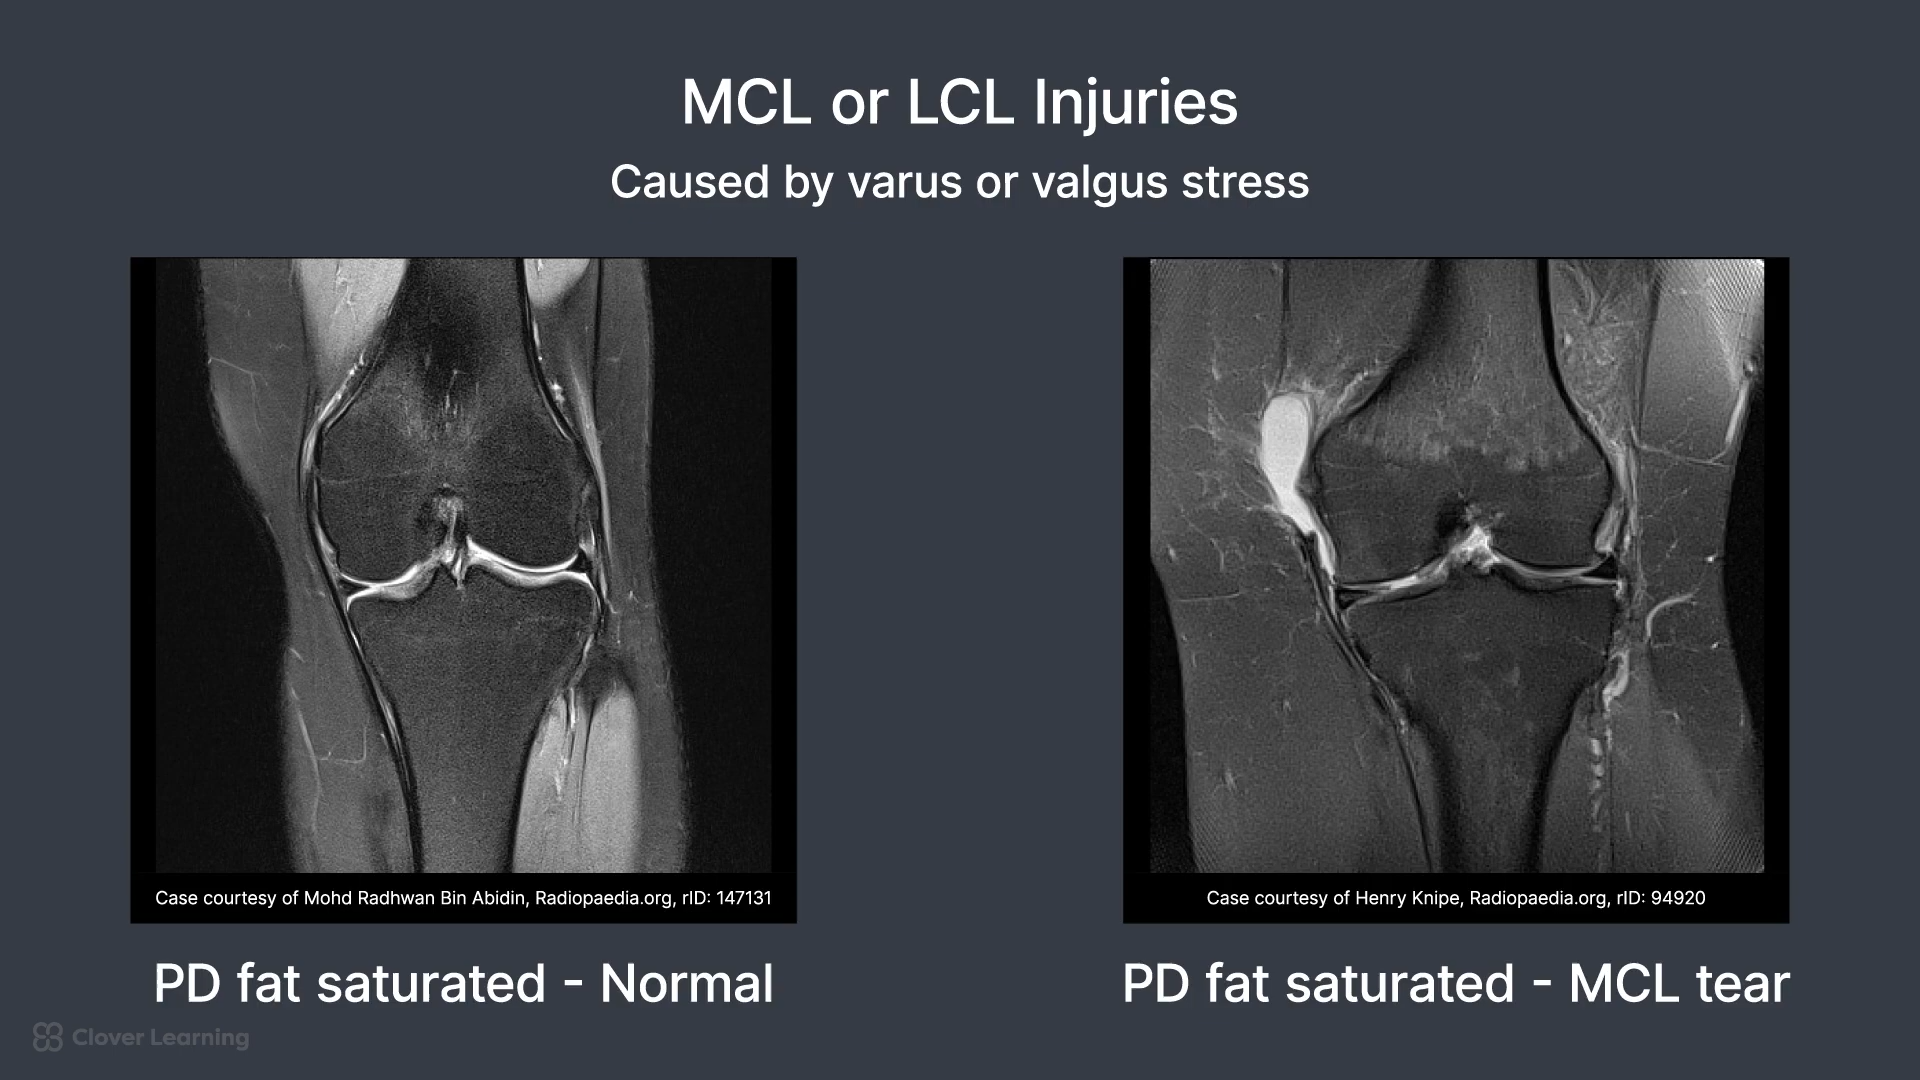 MCL or LCL Injuries
Caused by varus or valgus stress
Case courtesy of Mohd Radhwan Bin Abidin, Radiopaedia.org, rID: 147131
Case courtesy of Henry Knipe, Radiopaedia.org, rID: 94920
PD fat saturated - Normal
PD fat saturated - MCL tear
Clover Learning